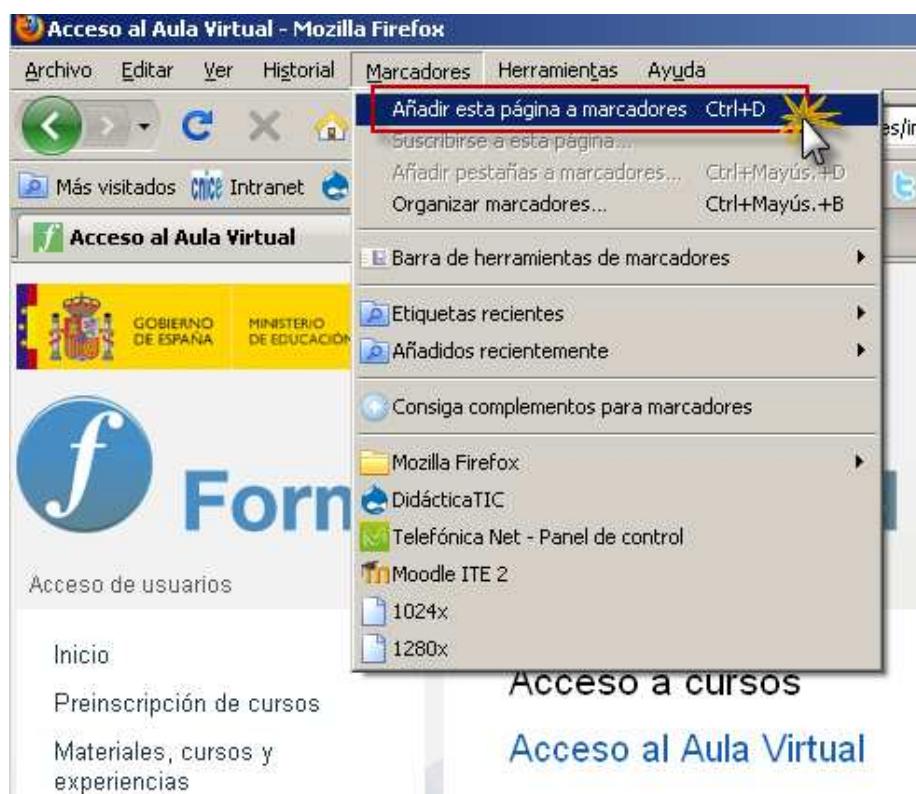 Acceso al Aula Virtual - Mozilla Firefox
Archivo Editar Ver Historial Marcadores Herramientas Ayuda
Añadir esta página a marcadores Ctrl+D
es/in
Suscribirse a esta página...
Más visitados cnice Intranet
Añadir pestañas a marcadores... Ctrl+Mayús.+D
Organizar marcadores... Ctrl+Mayús.+B
Acceso al Aula Virtual
Barra de herramientas de marcadores
GOBIERNO DE ESPAÑA
MINISTERIO DE EDUCACIÓN
Etiquetas recientes
Añadidos recientemente
Consiga complementos para marcadores
Mozilla Firefox
DidácticaTIC
Telefónica Net - Panel de control
Moodle ITE 2
1024x
1280x
f
Form
Acceso de usuarios
Inicio
Preinscripción de cursos
Materiales, cursos y
experiencias
Acceso a cursos
Acceso al Aula Virtual